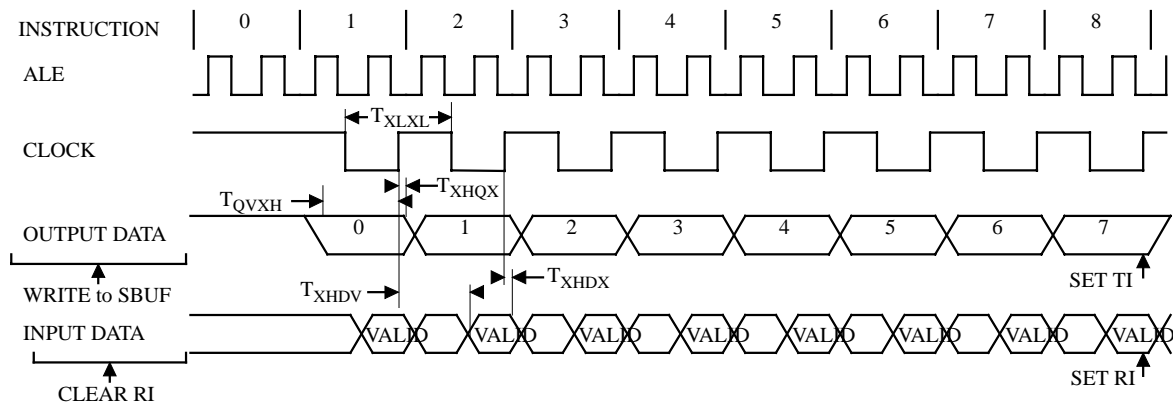 INSTRUCTION 0 1 2 3 4 5 6 7 8
ALE
T_XLXL
CLOCK
T_XHQX
T_QVXH
OUTPUT DATA 0 1 2 3 4 5 6 7
WRITE to SBUF
T_XHDV
T_XHDX
SET TI
INPUT DATA VALID VALID VALID VALID VALID VALID VALID VALID
CLEAR RI
SET RI